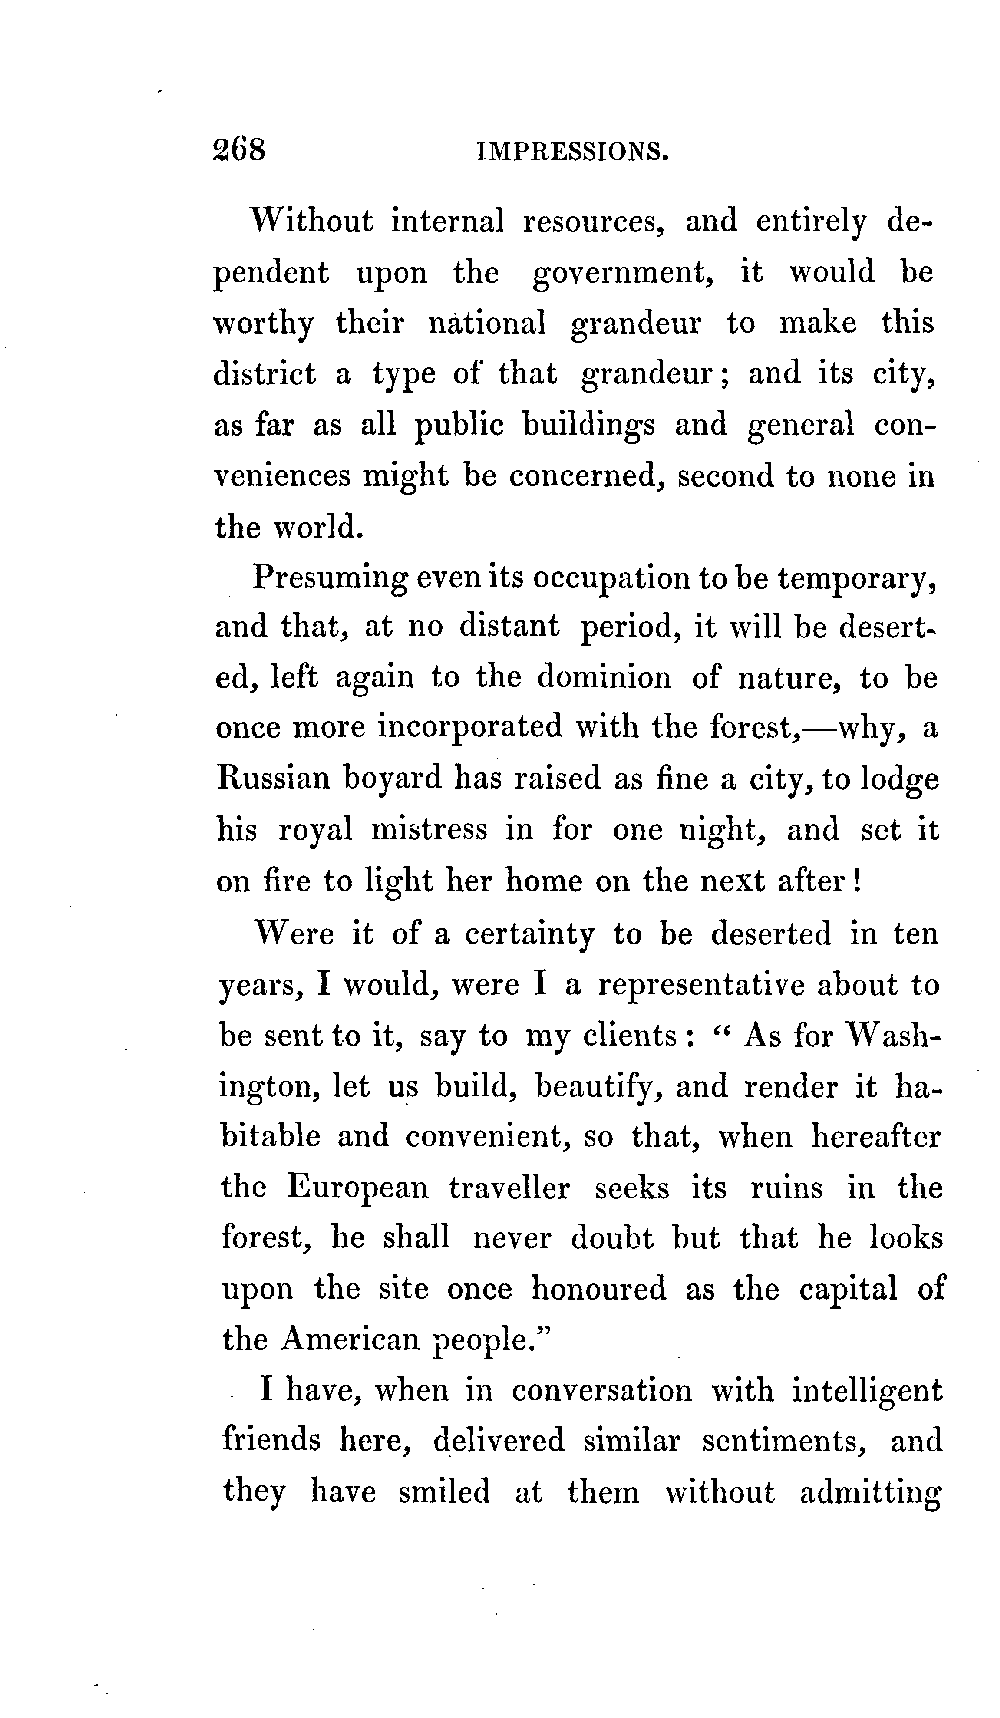 268 IMPRESSIONS.
Without internal resources, and entirely de-
pendent upon the government, it would be
worthy their national grandeur to make this
district a type of that grandeur; and its city,
as far as all public buildings and general con-
veniences might be concerned, second to none in
the world.
Presuming even its occupation to be temporary,
and that, at no distant period, it will be desert-
ed, left again to the dominion of nature, to be
once more incorporated with the forest,—why, a
Russian boyard has raised as fine a city, to lodge
his royal mistress in for one night, and set it
on fire to light her home on the next after!
Were it of a certainty to be deserted in ten
years, I would, were I a representative about to
be sent to it, say to my clients: “ As for Wash-
ington, let us build, beautify, and render it ha-
bitable and convenient, so that, when hereafter
the European traveller seeks its ruins in the
forest, he shall never doubt but that he looks
upon the site once honoured as the capital of
the American people.”
I have, when in conversation with intelligent
friends here, delivered similar sentiments, and
they have smiled at them without admitting